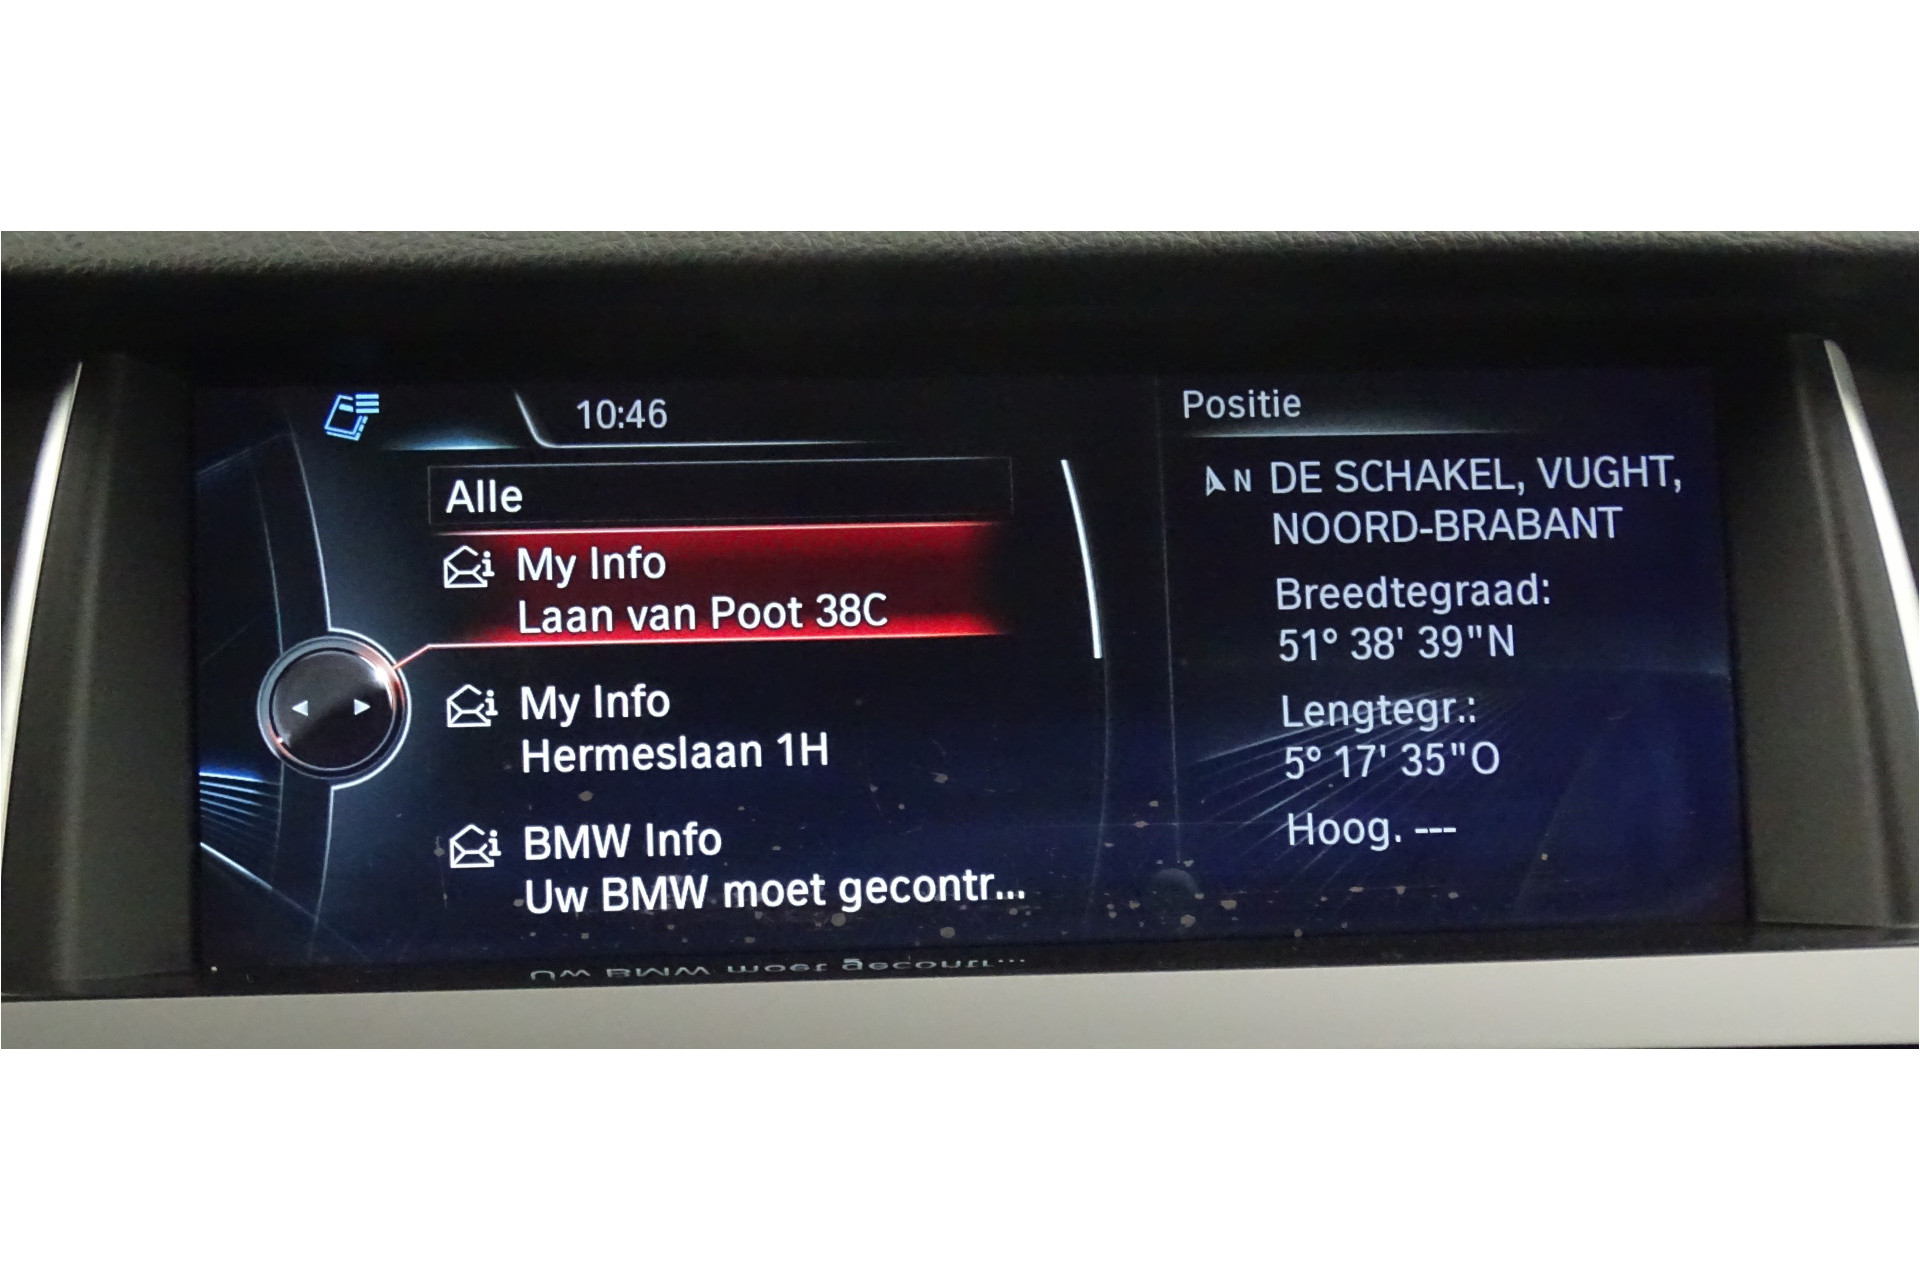 10:46
Alle
My Info
Laan van Poot 38C
My Info
Hermeslaan 1H
BMW Info
Uw BMW moet gecontr...
Positie
N DE SCHAKEL, VUGHT,
NOORD-BRABANT
Breedtegraad:
51° 38' 39"N
Lengtegr.:
5° 17' 35"O
Hoog. ---